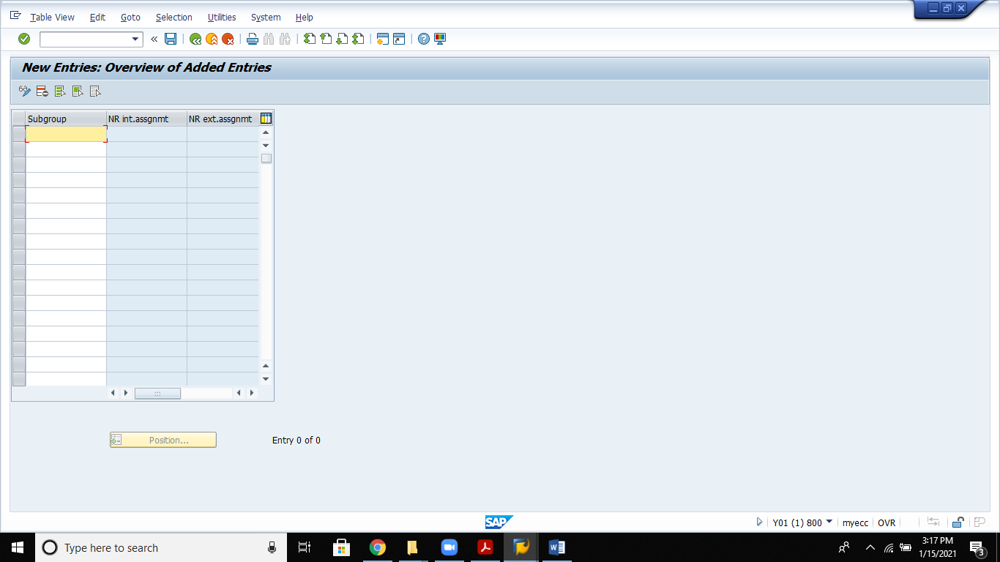 Table View Edit Goto Selection Utilities System Help
New Entries: Overview of Added Entries
Subgroup NR int.assgnmt NR ext.assgnmt
Position... Entry 0 of 0
SAP Y01 (1) 800 myecc OVR
Type here to search 3:17 PM
1/15/2021 3